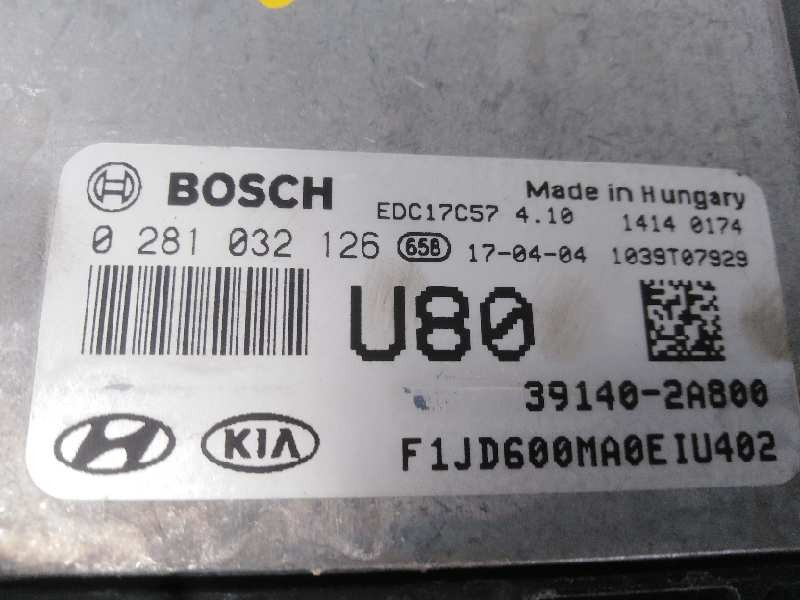 BOSCH
EDC17C57 4.10
Made in Hungary
1414 0174
0 281 032 126 658 17-04-04 1039T07929
U80
39140-2A800
KIA
F1JD600MA0EIU402